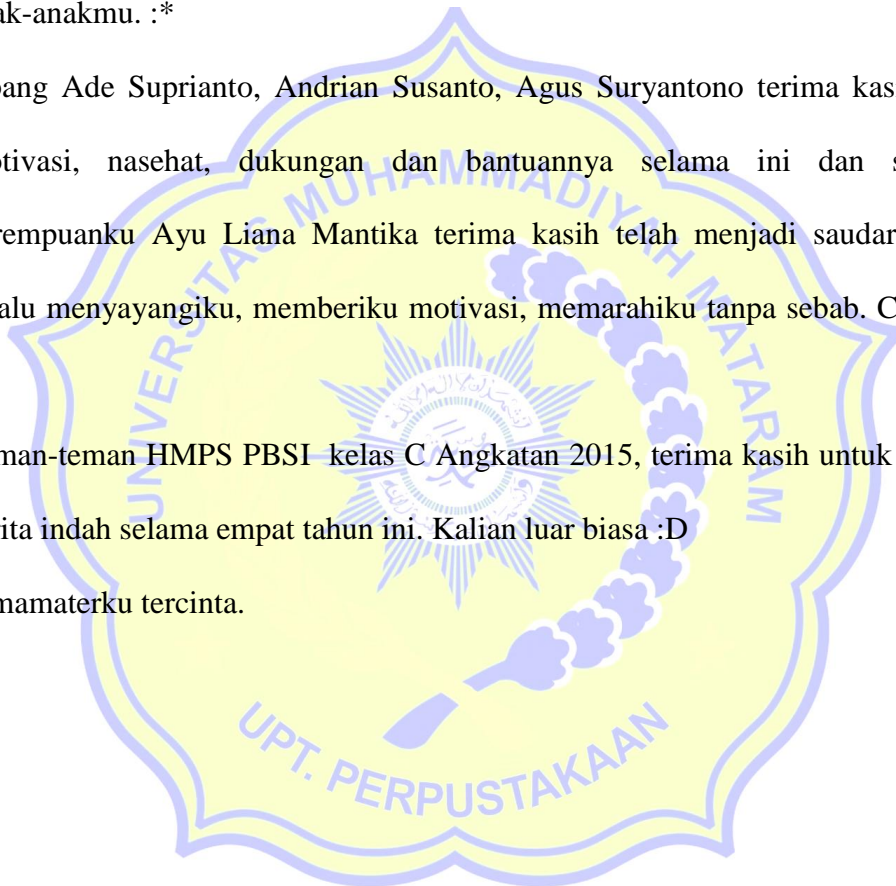 ak-anakmu. :*
bang Ade Suprianto, Andrian Susanto, Agus Suryantono terima kas
otivasi, nasehat, dukungan dan bantuannya selama ini dan s
rempuanku Ayu Liana Mantika terima kasih telah menjadi saudar
alu menyayangiku, memberiku motivasi, memarahiku tanpa sebab. C
man-teman HMPS PBSI kelas C Angkatan 2015, terima kasih untuk
rita indah selama empat tahun ini. Kalian luar biasa :D
mamaterku tercinta.
UNIVERSITAS MUHAMMADIYAH MATARAM
UPT. PERPUSTAKAAN